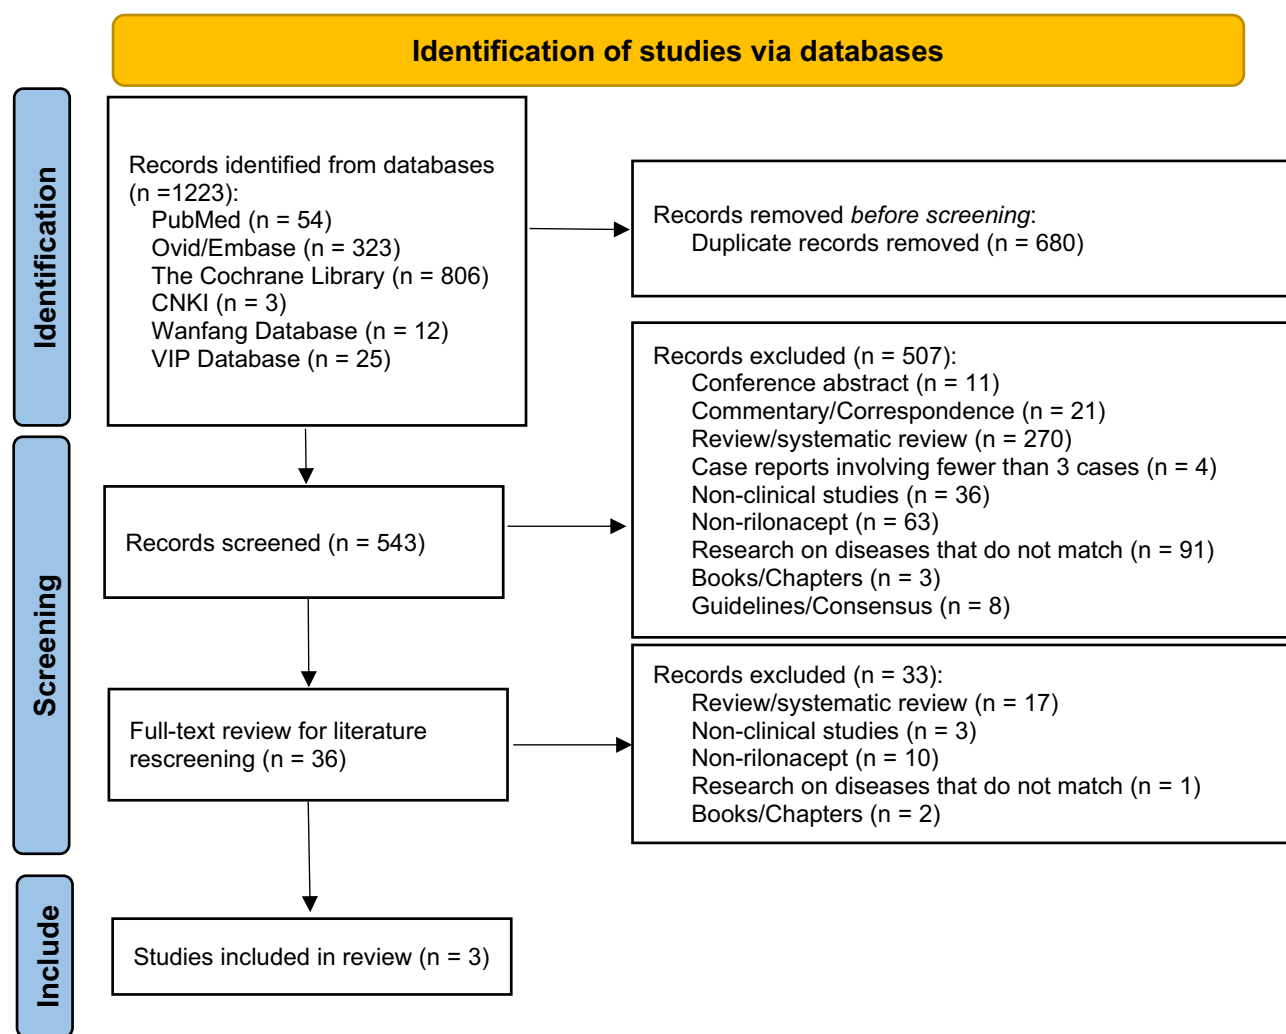 Identification of studies via databases
Identification
Records identified from databases
(n =1223):
PubMed (n = 54)
Ovid/Embase (n = 323)
The Cochrane Library (n = 806)
CNKI (n = 3)
Wanfang Database (n = 12)
VIP Database (n = 25)
Records removed before screening:
Duplicate records removed (n = 680)
Screening
Records screened (n = 543)
Records excluded (n = 507):
Conference abstract (n = 11)
Commentary/Correspondence (n = 21)
Review/systematic review (n = 270)
Case reports involving fewer than 3 cases (n = 4)
Non-clinical studies (n = 36)
Non-rilonacept (n = 63)
Research on diseases that do not match (n = 91)
Books/Chapters (n = 3)
Guidelines/Consensus (n = 8)
Full-text review for literature
rescreening (n = 36)
Records excluded (n = 33):
Review/systematic review (n = 17)
Non-clinical studies (n = 3)
Non-rilonacept (n = 10)
Research on diseases that do not match (n = 1)
Books/Chapters (n = 2)
Include
Studies included in review (n = 3)